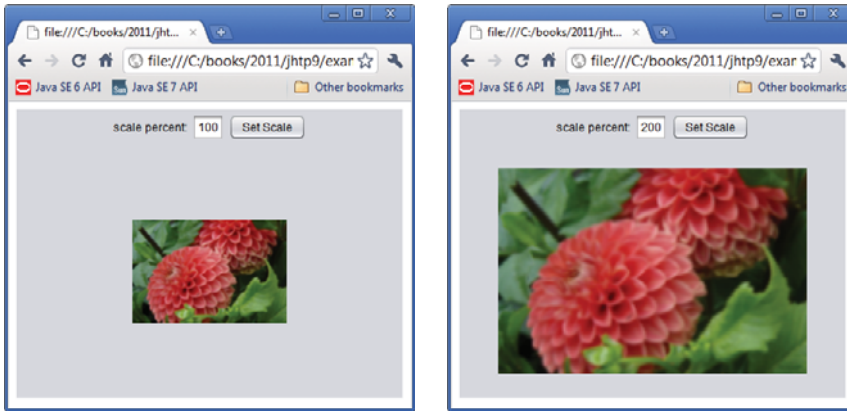 file:///C:/books/2011/jht...
file:///C:/books/2011/jhtp9/exar
Java SE 6 API Java SE 7 API Other bookmarks
scale percent: 100 Set Scale
file:///C:/books/2011/jht...
file:///C:/books/2011/jhtp9/exar
Java SE 6 API Java SE 7 API Other bookmarks
scale percent: 200 Set Scale